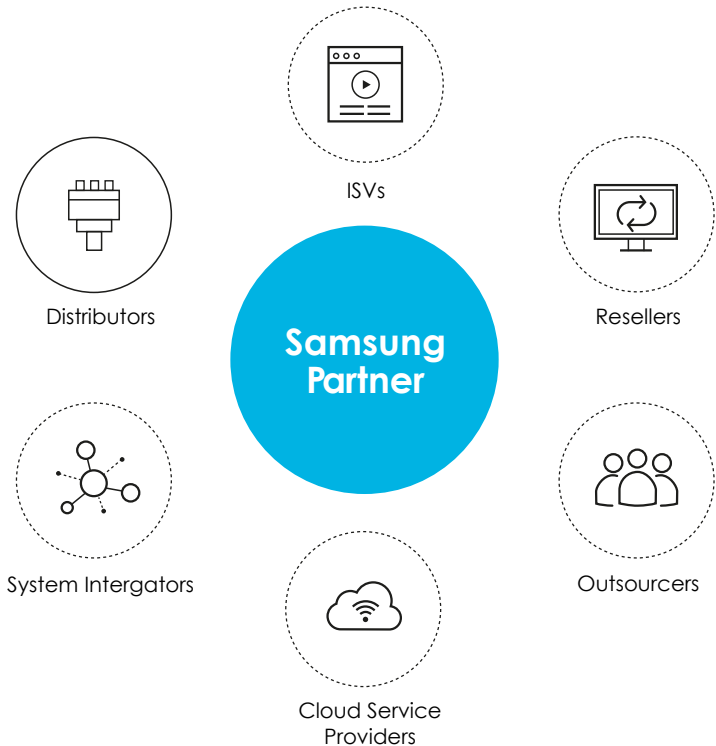 ISVs
Distributors
Resellers
Samsung
Partner
System Intergators
Outsourcers
Cloud Service
Providers